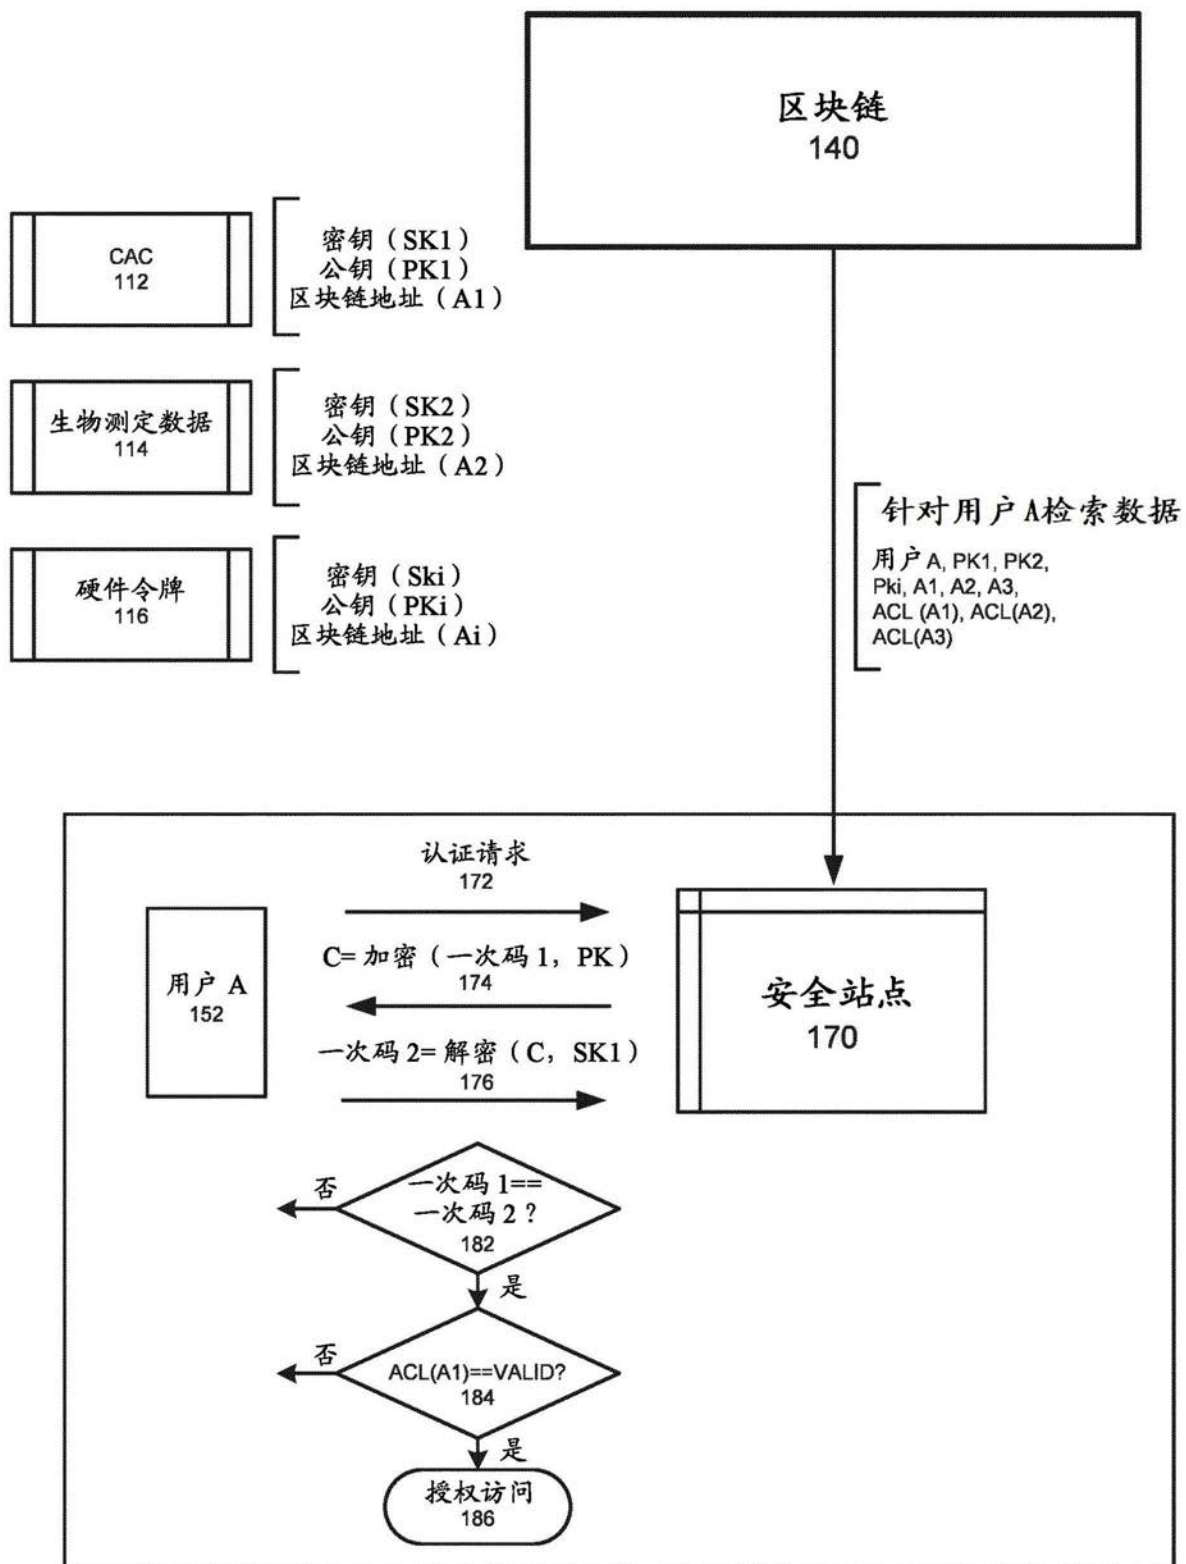 区块链
140
CAC
112
密钥（SK1）
公钥（PK1）
区块链地址（A1）
生物测定数据
114
密钥（SK2）
公钥（PK2）
区块链地址（A2）
硬件令牌
116
密钥（Ski）
公钥（PKi）
区块链地址（Ai）
针对用户A检索数据
用户 A, PK1, PK2,
Pki, A1, A2, A3,
ACL (A1), ACL(A2),
ACL(A3)
认证请求
172
C= 加密（一次码 1，PK）
174
用户 A
152
一次码 2= 解密（C，SK1）
176
安全站点
170
否
一次码 1==
一次码 2 ?
182
是
否
ACL(A1)==VALID?
184
是
授权访问
186